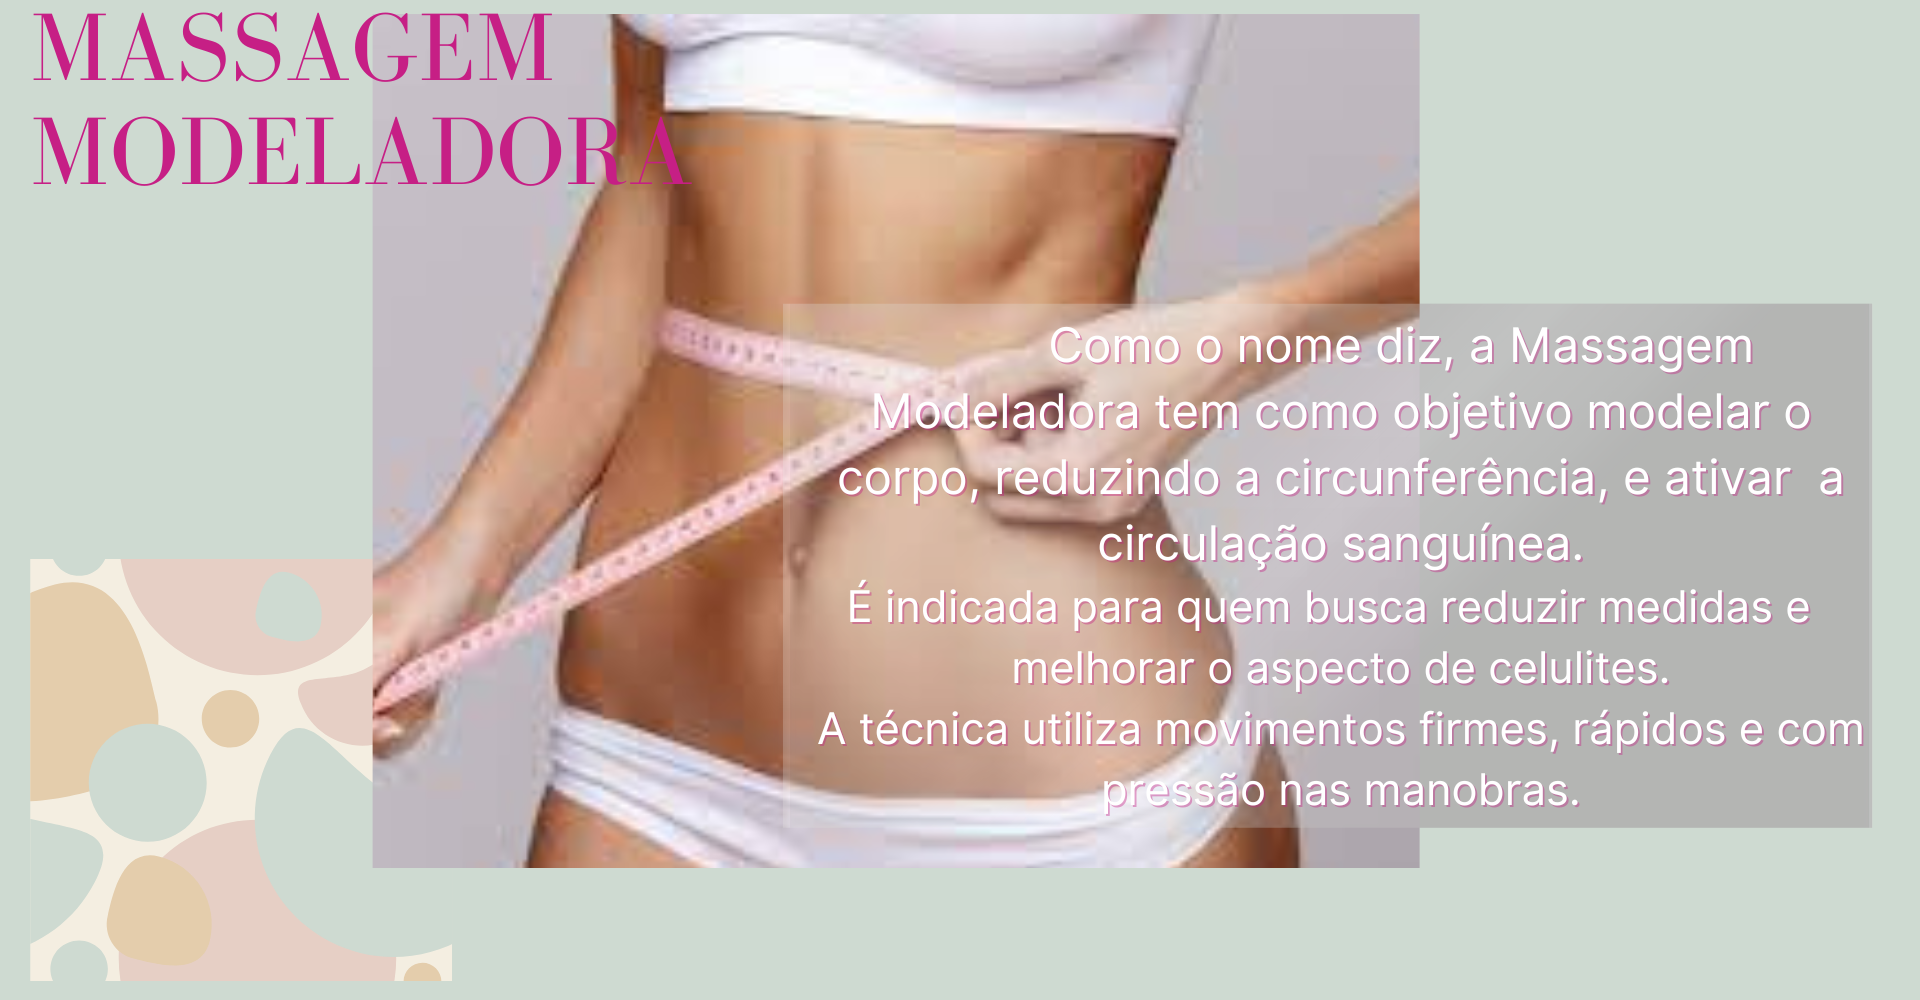 MASSAGEM
MODELADORA
Como o nome diz, a Massagem
Modeladora tem como objetivo modelar o
corpo, reduzindo a circunferência, e ativar  a
circulação sanguínea.
É indicada para quem busca reduzir medidas e
melhorar o aspecto de celulites.
A técnica utiliza movimentos firmes, rápidos e com
pressão nas manobras.